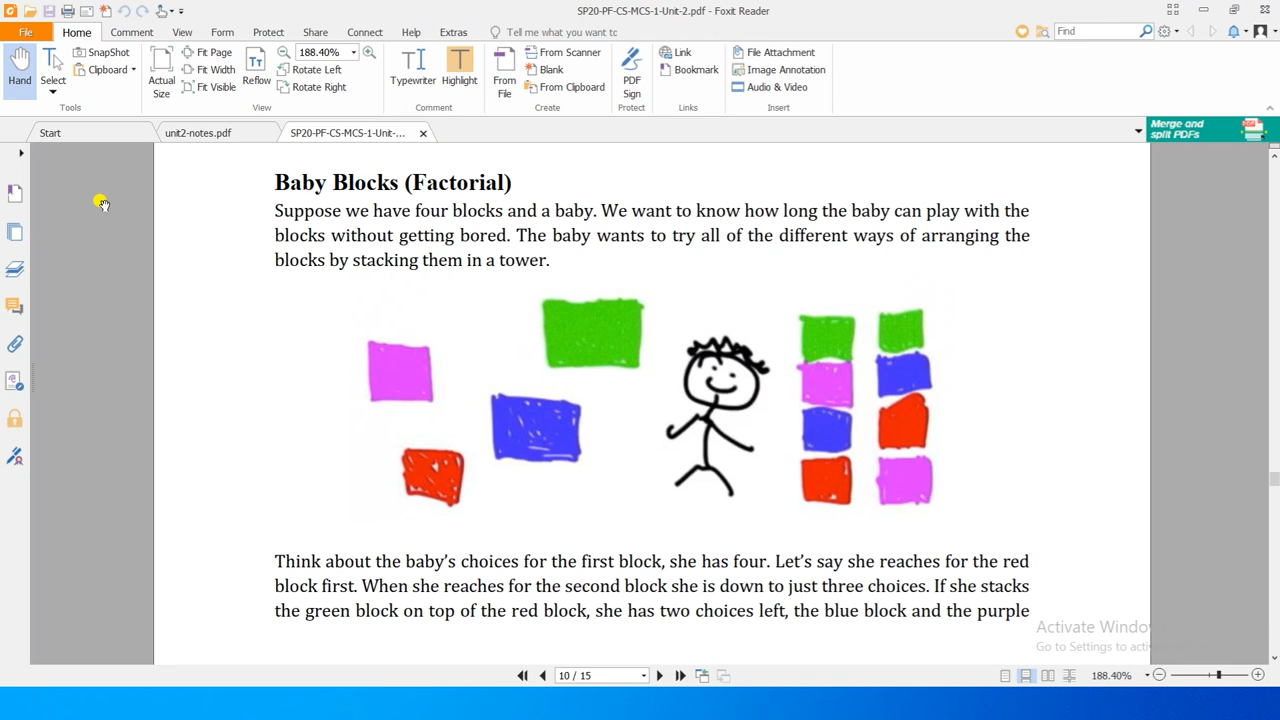 SP20-PF-CS-MCS-1-Unit-2.pdf - Foxit Reader
File Home Comment View Form Protect Share Connect Help Extras Tell me what you want tc Find
Hand
Select
SnapShot
Clipboard
Tools
Actual Size
Fit Page
Fit Width
Fit Visible
Reflow
188.40%
Rotate Left
Rotate Right
View
Typewriter
Highlight
Comment
From File
From Scanner
Blank
From Clipboard
Create
PDF Sign
Protect
Link
Bookmark
Links
File Attachment
Image Annotation
Audio & Video
Insert
Start unit2-notes.pdf SP20-PF-CS-MCS-1-Unit-...
Merge and
split PDFs
Baby Blocks (Factorial)
Suppose we have four blocks and a baby. We want to know how long the baby can play with the
blocks without getting bored. The baby wants to try all of the different ways of arranging the
blocks by stacking them in a tower.
Think about the baby’s choices for the first block, she has four. Let’s say she reaches for the red
block first. When she reaches for the second block she is down to just three choices. If she stacks
the green block on top of the red block, she has two choices left, the blue block and the purple
Activate Windo
Go to Settings to acti
10 / 15
188.40%